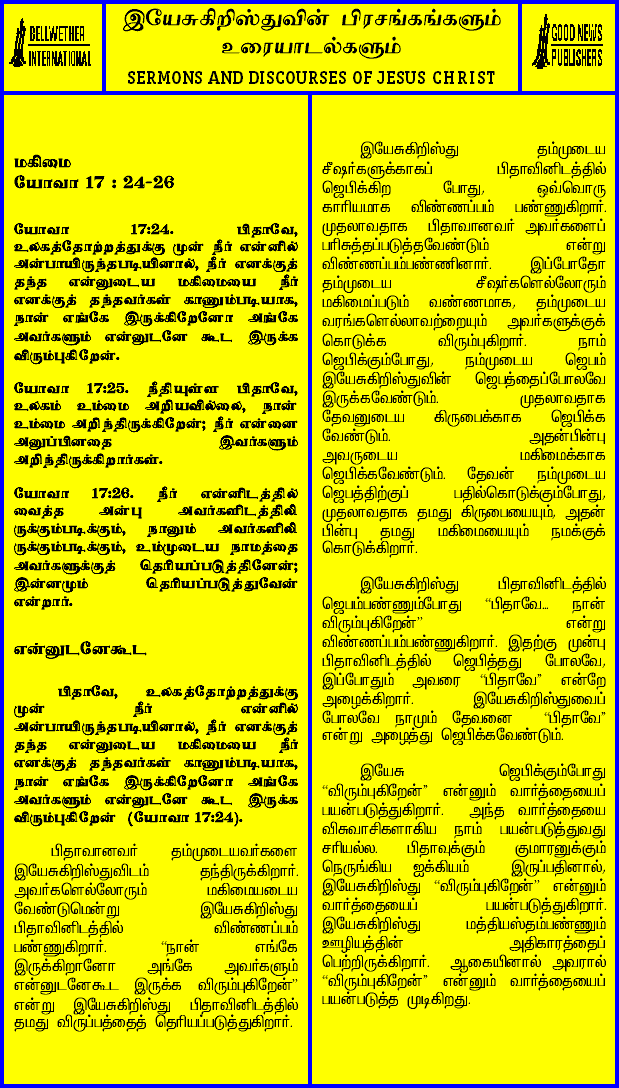 BELLWETHER
INTERNATIONAL
இயேசுகிறிஸ்துவின் பிரசங்கங்களும்
உரையாடல்களும்
SERMONS AND DISCOURSES OF JESUS CHRIST
GOOD NEWS
PUBLISHERS
மகிமை
யோவா 17 : 24-26
யோவா 17:24. பிதாவே,
உலகத்தோற்றத்துக்கு முன் நீர் என்னில்
அன்பாயிருந்தபடியினால், நீர் எனக்குத்
தந்த என்னுடைய மகிமையை நீர்
எனக்குத் தந்தவர்கள் காணும்படியாக,
நான் எங்கே இருக்கிறேனோ அங்கே
அவர்களும் என்னுடனே கூட இருக்க
விரும்புகிறேன்.
யோவா 17:25. நீதியுள்ள பிதாவே,
உலகம் உம்மை அறியவில்லை, நான்
உம்மை அறிந்திருக்கிறேன்; நீர் என்னை
அனுப்பினதை இவர்களும்
அறிந்திருக்கிறார்கள்.
யோவா 17:26. நீர் என்னிடத்தில்
வைத்த அன்பு அவர்களிடத்திலி
ருக்கும்படிக்கும், நானும் அவர்களிலி
ருக்கும்படிக்கும், உம்முடைய நாமத்தை
அவர்களுக்குத் தெரியப்படுத்தினேன்;
இன்னமும் தெரியப்படுத்துவேன்
என்றார்.
என்னுடனேகூட
பிதாவே, உலகத்தோற்றத்துக்கு
முன் நீர் என்னில்
அன்பாயிருந்தபடியினால், நீர் எனக்குத்
தந்த என்னுடைய மகிமையை நீர்
எனக்குத் தந்தவர்கள் காணும்படியாக,
நான் எங்கே இருக்கிறேனோ அங்கே
அவர்களும் என்னுடனே கூட இருக்க
விரும்புகிறேன் (யோவா 17:24).
பிதாவானவர் தம்முடையவர்களை
இயேசுகிறிஸ்துவிடம் தந்திருக்கிறார்.
அவர்களெல்லோரும் மகிமையடைய
வேண்டுமென்று இயேசுகிறிஸ்து
பிதாவினிடத்தில் விண்ணப்பம்
பண்ணுகிறார். “நான் எங்கே
இருக்கிறானோ அங்கே அவர்களும்
என்னுடனேகூட இருக்க விரும்புகிறேன்”
என்று இயேசுகிறிஸ்து பிதாவினிடத்தில்
தமது விருப்பத்தைத் தெரியப்படுத்துகிறார்.
இயேசுகிறிஸ்து தம்முடைய
சீஷர்களுக்காகப் பிதாவினிடத்தில்
ஜெபிக்கிற போது, ஒவ்வொரு
காரியமாக விண்ணப்பம் பண்ணுகிறார்.
முதலாவதாக பிதாவானவர் அவர்களைப்
பரிசுத்தப்படுத்தவேண்டும் என்று
விண்ணப்பம்பண்ணினார். இப்போதோ
தம்முடைய சீஷர்களெல்லோரும்
மகிமைப்படும் வண்ணமாக, தம்முடைய
வரங்களெல்லாவற்றையும் அவர்களுக்குக்
கொடுக்க விரும்புகிறார். நாம்
ஜெபிக்கும்போது, நம்முடைய ஜெபம்
இயேசுகிறிஸ்துவின் ஜெபத்தைப்போலவே
இருக்கவேண்டும். முதலாவதாக
தேவனுடைய கிருபைக்காக ஜெபிக்க
வேண்டும். அதன்பின்பு
அவருடைய மகிமைக்காக
ஜெபிக்கவேண்டும். தேவன் நம்முடைய
ஜெபத்திற்குப் பதில்கொடுக்கும்போது,
முதலாவதாக தமது கிருபையையும், அதன்
பின்பு தமது மகிமையையும் நமக்குக்
கொடுக்கிறார்.
இயேசுகிறிஸ்து பிதாவினிடத்தில்
ஜெபம்பண்ணும்போது “பிதாவே... நான்
விரும்புகிறேன்” என்று
விண்ணப்பம்பண்ணுகிறார். இதற்கு முன்பு
பிதாவினிடத்தில் ஜெபித்தது போலவே,
இப்போதும் அவரை “பிதாவே” என்றே
அழைக்கிறார். இயேசுகிறிஸ்துவைப்
போலவே நாமும் தேவனை “பிதாவே”
என்று அழைத்து ஜெபிக்கவேண்டும்.
இயேசு ஜெபிக்கும்போது
“விரும்புகிறேன்” என்னும் வார்த்தையைப்
பயன்படுத்துகிறார். அந்த வார்த்தையை
விசுவாசிகளாகிய நாம் பயன்படுத்துவது
சரியல்ல. பிதாவுக்கும் குமாரனுக்கும்
நெருங்கிய ஐக்கியம் இருப்பதினால்,
இயேசுகிறிஸ்து “விரும்புகிறேன்” என்னும்
வார்த்தையைப் பயன்படுத்துகிறார்.
இயேசுகிறிஸ்து மத்தியஸ்தம்பண்ணும்
ஊழியத்தின் அதிகாரத்தைப்
பெற்றிருக்கிறார். ஆகையினால் அவரால்
“விரும்புகிறேன்” என்னும் வார்த்தையைப்
பயன்படுத்த முடிகிறது.